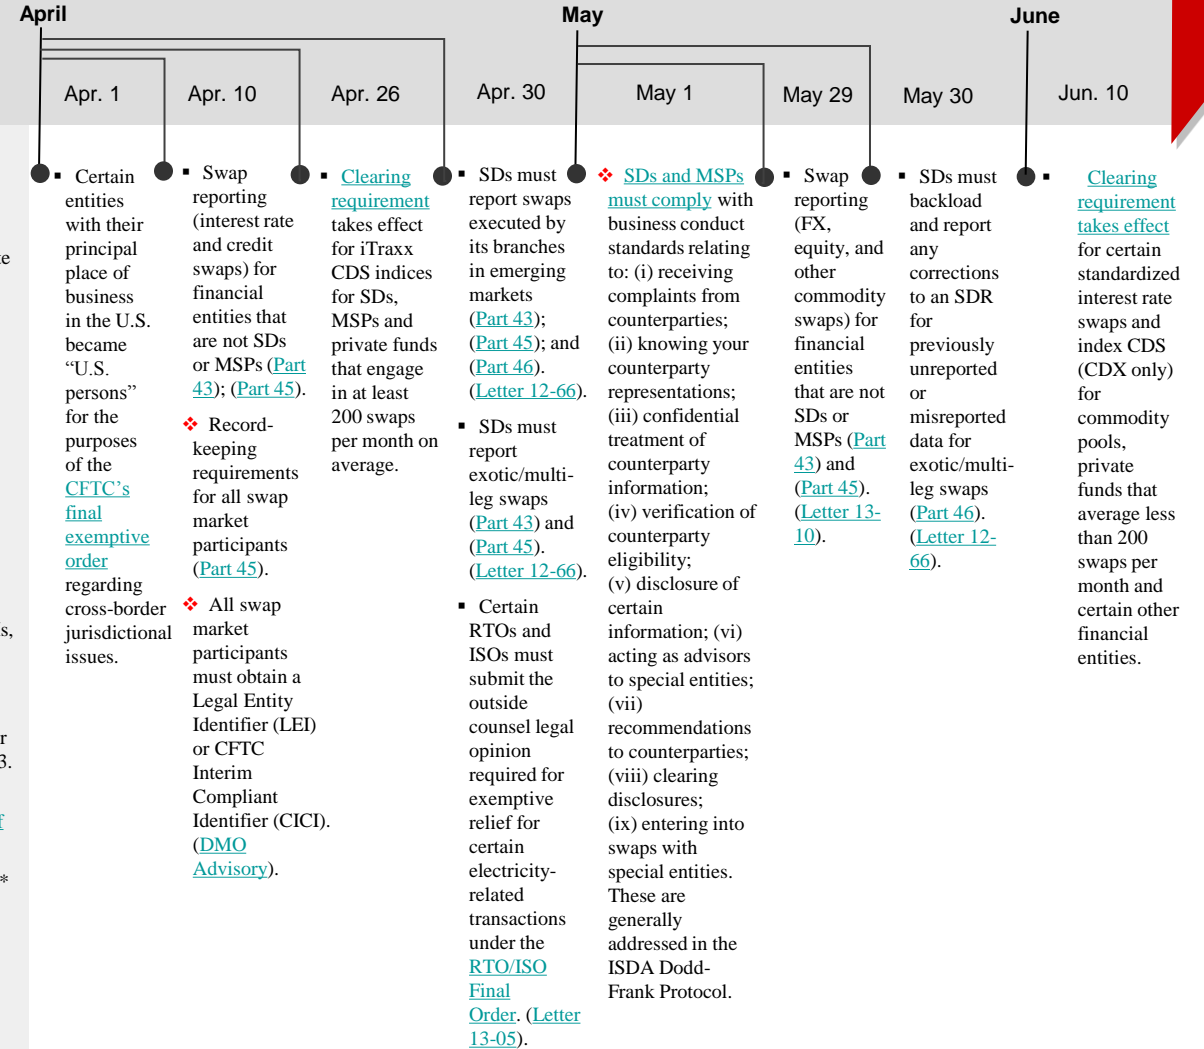 April
May
June
Apr. 1
Apr. 10
Apr. 26
Apr. 30
May 1
May 29
May 30
Jun. 10
▪ Certain
entities
with their
principal
place of
business
in the U.S.
became
“U.S.
persons”
for the
purposes
of the
CFTC’s
final
exemptive
order
regarding
cross-border
jurisdictional
issues.
▪ Swap
reporting
(interest rate
and credit
swaps) for
financial
entities that
are not SDs
or MSPs (Part
43); (Part 45).
❖ Record-
keeping
requirements
for all swap
market
participants
(Part 45).
❖ All swap
market
participants
must obtain a
Legal Entity
Identifier (LEI)
or CFTC
Interim
Compliant
Identifier (CICI).
(DMO
Advisory).
▪ Clearing
requirement
takes effect
for iTraxx
CDS indices
for SDs,
MSPs and
private funds
that engage
in at least
200 swaps
per month on
average.
▪ SDs must
report swaps
executed by
its branches
in emerging
markets
(Part 43);
(Part 45); and
(Part 46).
(Letter 12-66).
▪ SDs must
report
exotic/multi-
leg swaps
(Part 43) and
(Part 45).
(Letter 12-66).
▪ Certain
RTOs and
ISOs must
submit the
outside
counsel legal
opinion
required for
exemptive
relief for
certain
electricity-
related
transactions
under the
RTO/ISO
Final
Order. (Letter
13-05).
❖ SDs and MSPs
must comply with
business conduct
standards relating
to: (i) receiving
complaints from
counterparties;
(ii) knowing your
counterparty
representations;
(iii) confidential
treatment of
counterparty
information;
(iv) verification of
counterparty
eligibility;
(v) disclosure of
certain
information; (vi)
acting as advisors
to special entities;
(vii)
recommendations
to counterparties;
(viii) clearing
disclosures;
(ix) entering into
swaps with
special entities.
These are
generally
addressed in the
ISDA Dodd-
Frank Protocol.
▪ Swap
reporting
(FX,
equity, and
other
commodity
swaps) for
financial
entities
that are not
SDs or
MSPs (Part
43) and
(Part 45).
(Letter 13-
10).
▪ SDs must
backload
and report
any
corrections
to an SDR
for
previously
unreported
or
misreported
data for
exotic/multi-
leg swaps
(Part 46).
(Letter 12-
66).
▪ Clearing
requirement
takes effect
for certain
standardized
interest rate
swaps and
index CDS
(CDX only)
for
commodity
pools,
private
funds that
average less
than 200
swaps per
month and
certain other
financial
entities.